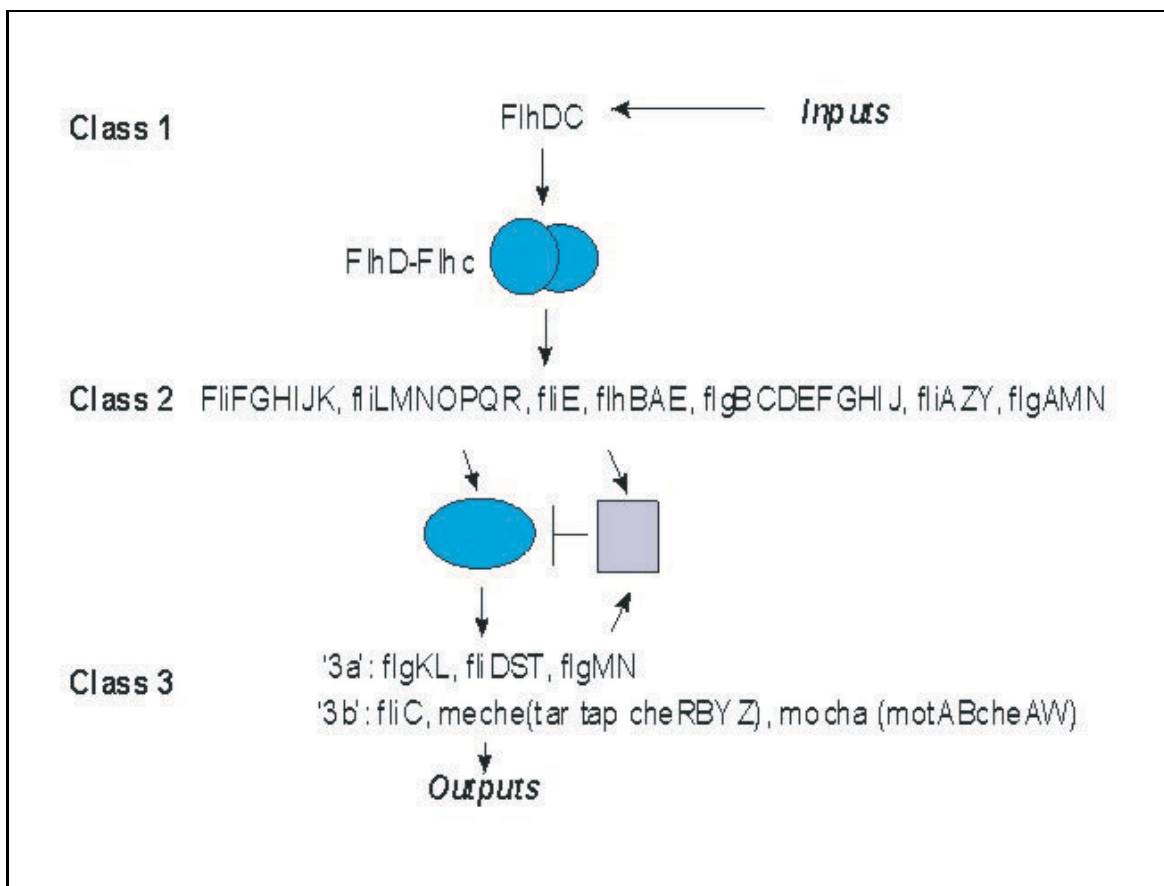 Class 1 FlhDC Inputs
FlhD-Flhc
Class 2 FliFGHIJK, fliLMNOPQR, fliE, flhBAE, flgBCDEFGHIJ, fliAZY, flgAMN
'3a': flgKL, fliDST, flgMN
Class 3
'3b': fliC, meche(tar tap cheRBYZ), mocha (motABcheAW)
Outputs